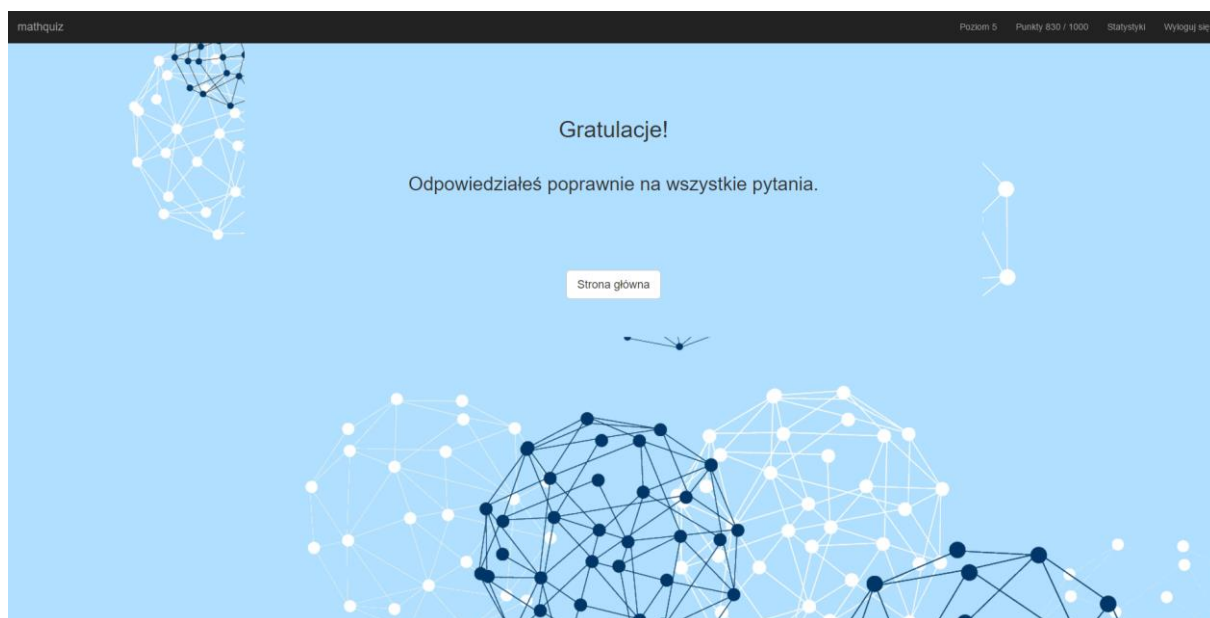 mathquiz
Poziom 5 Punkty 830 / 1000 Statystyki Wyloguj się
Gratulacje!
Odpowiedziałeś poprawnie na wszystkie pytania.
Strona główna